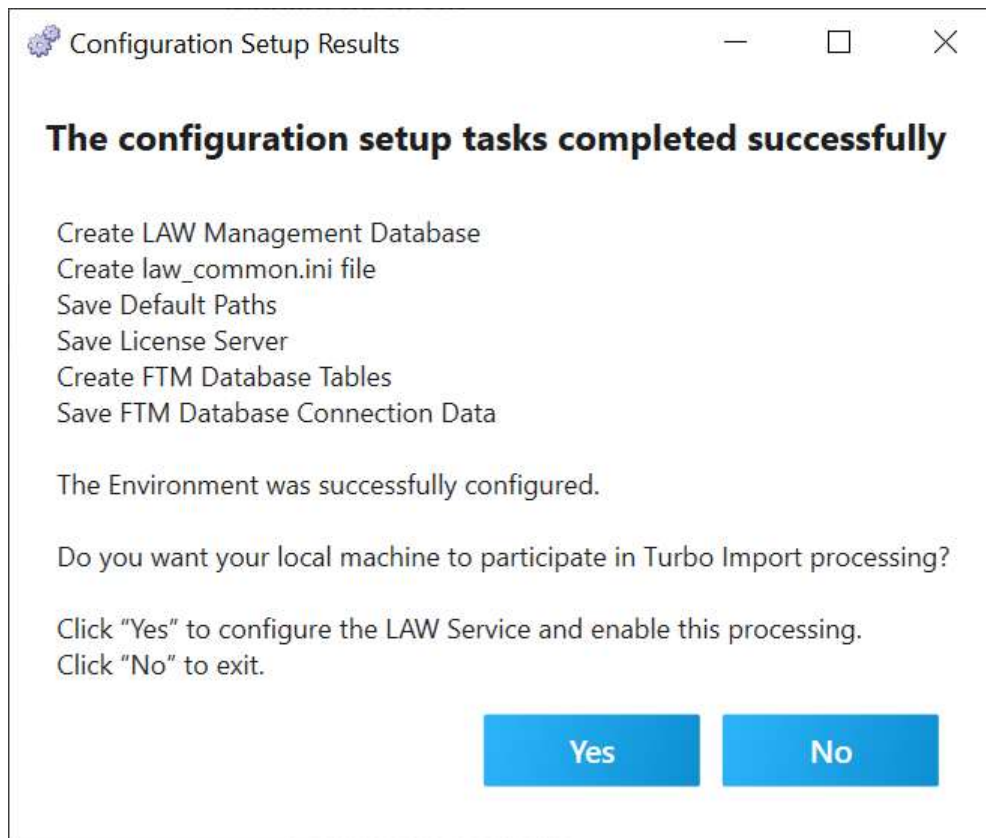 Configuration Setup Results
The configuration setup tasks completed successfully
Create LAW Management Database
Create law_common.ini file
Save Default Paths
Save License Server
Create FTM Database Tables
Save FTM Database Connection Data
The Environment was successfully configured.
Do you want your local machine to participate in Turbo Import processing?
Click “Yes” to configure the LAW Service and enable this processing.
Click “No” to exit.
Yes
No